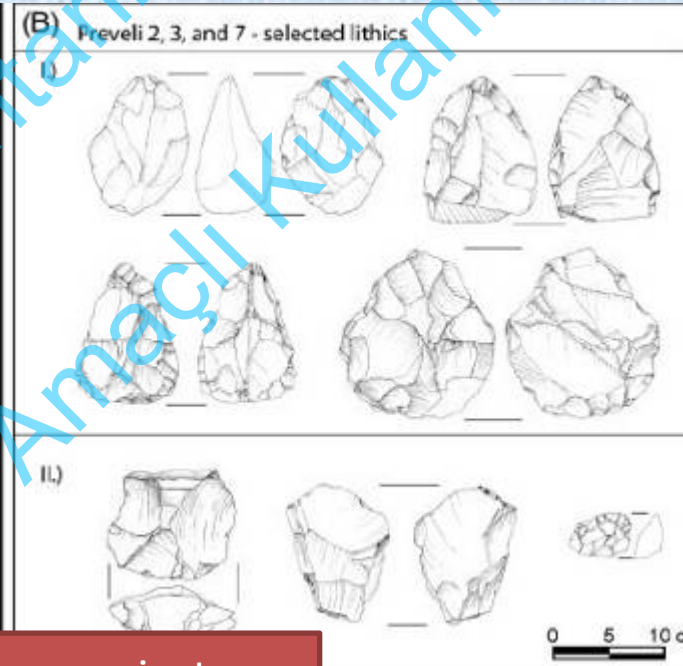 (B) Preveli 2, 3, and 7 - selected lithics
I.)
Amaçlı Kullanım
II.)
0 5 10 c